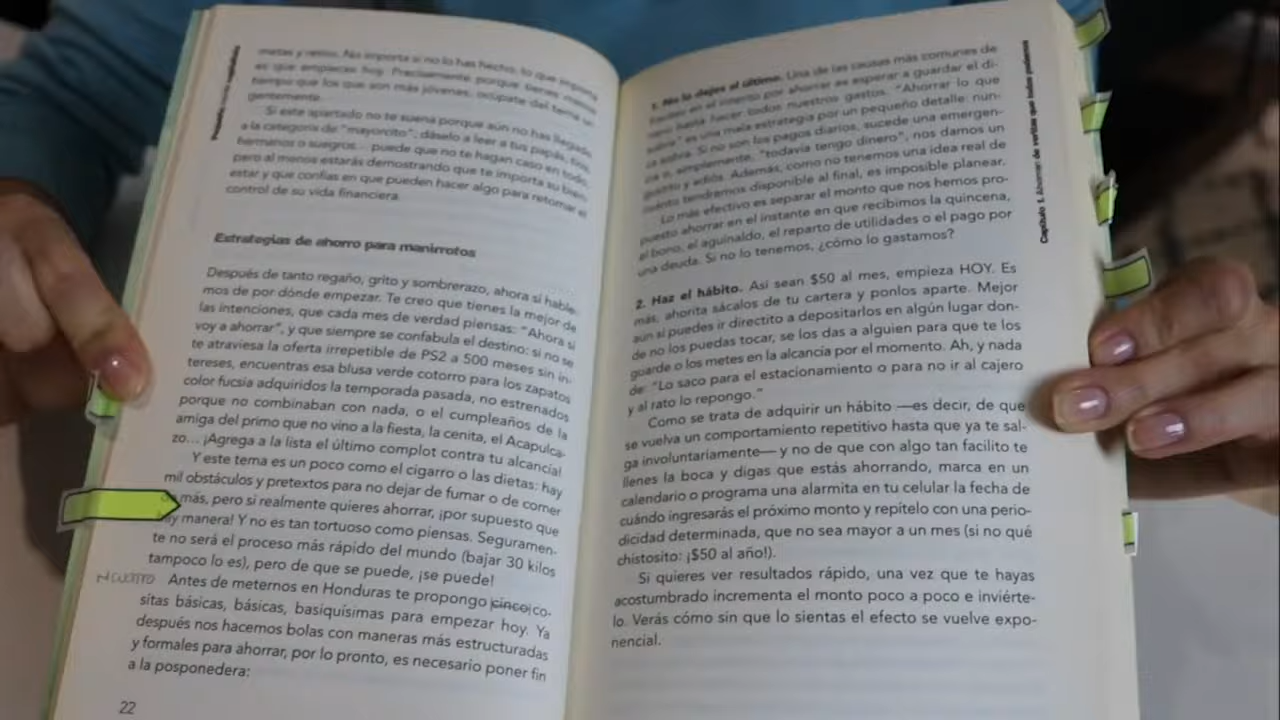 metas y retiro. No importa si no lo has hecho, lo que importa
es que empieces hoy. Precisamente porque tienes menos
tiempo que los que son más jóvenes, ocúpate del tema ur-
gentemente.
Si este apartado no te suena porque aún no has llegado
a la categoría de "mayorcito", dáselo a leer a tus papás, tíos,
hermanos o suegros... puede que no te hagan caso en todo,
pero al menos estarás demostrando que te importa su bien-
estar y que confías en que pueden hacer algo para retomar el
control de su vida financiera.
Estrategias de ahorro para manirrotos
Después de tanto regaño, grito y sombrerazo, ahora sí hable-
mos de por dónde empezar. Te creo que tienes la mejor de
las intenciones, que cada mes de verdad piensas: "Ahora sí
voy a ahorrar", y que siempre se confabula el destino: si no se
te atraviesa la oferta irrepetible de PS2 a 500 meses sin in-
tereses, encuentras esa blusa verde cotorro para los zapatos
color fucsia adquiridos la temporada pasada, no estrenados
porque no combinaban con nada, o el cumpleaños de la
amiga del primo que no vino a la fiesta, la cenita, el Acapulca-
zo... ¡Agrega a la lista el último complot contra tu alcancía!
Y este tema es un poco como el cigarro o las dietas: hay
mil obstáculos y pretextos para no dejar de fumar o de comer
más, pero si realmente quieres ahorrar, ¡por supuesto que
manera! Y no es tan tortuoso como piensas. Seguramen-
te no será el proceso más rápido del mundo (bajar 30 kilos
tampoco lo es), pero de que se puede, ¡se puede!
cuatro
Antes de meternos en Honduras te propongo cinco co-
sitas básicas, básicas, basiquísimas para empezar hoy. Ya
después nos hacemos bolas con maneras más estructuradas
y formales para ahorrar, por lo pronto, es necesario poner fin
a la posponedera:
22
1. No lo dejes al último. Una de las causas más comunes de
fracaso en el intento por ahorrar es esperar a guardar el di-
nero hasta hacer todos nuestros gastos. "Ahorrar lo que
sobra" es una mala estrategia por un pequeño detalle: nun-
ca sobra. Si no son los pagos diarios, sucede una emergen-
cia o, simplemente, "todavía tengo dinero", nos damos un
gustito y adiós. Además, como no tenemos una idea real de
cuánto tendremos disponible al final, es imposible planear.
Lo más efectivo es separar el monto que nos hemos pro-
puesto ahorrar en el instante en que recibimos la quincena,
el bono, el aguinaldo, el reparto de utilidades o el pago por
una deuda. Si no lo tenemos, ¿cómo lo gastamos?
2. Haz el hábito. Así sean $50 al mes, empieza HOY. Es
más, ahorita sácalos de tu cartera y ponlos aparte. Mejor
aún si puedes ir directito a depositarlos en algún lugar don-
de no los puedas tocar, se los das a alguien para que te los
guarde o los metes en la alcancía por el momento. Ah, y nada
de: "Lo saco para el estacionamiento o para no ir al cajero
y al rato lo repongo."
Como se trata de adquirir un hábito —es decir, de que
se vuelva un comportamiento repetitivo hasta que ya te sal-
ga involuntariamente— y no de que con algo tan facilito te
llenes la boca y digas que estás ahorrando, marca en un
calendario o programa una alarmita en tu celular la fecha de
cuándo ingresarás el próximo monto y repítelo con una perio-
dicidad determinada, que no sea mayor a un mes (si no qué
chistosito: ¡$50 al año!).
Si quieres ver resultados rápido, una vez que te hayas
acostumbrado incrementa el monto poco a poco e inviérte-
lo. Verás cómo sin que lo sientas el efecto se vuelve expo-
nencial.
Capítulo 1. Ahorrar: de veritas que todos podemos